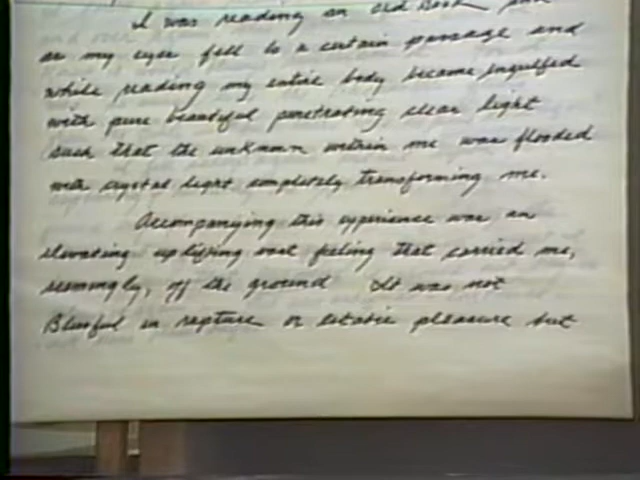 I was reading an old Book
as my eyes fell to a certain passage and
while reading my entire body became engulfed
with pure beautiful penetrating clear light
such that the unknown within me was flooded
with crystal light completely transforming me.
Accompanying this experience was an
elevating uplifting vast feeling that carried me,
seemingly, off the ground It was not
Blissful in rapture or ecstatic pleasure but